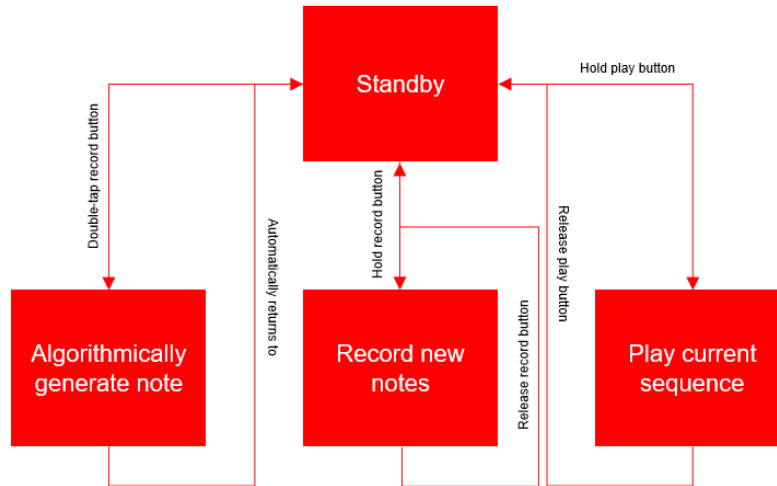 Standby
Hold play button
Double-tap record button
Automatically returns to
Hold record button
Release record button
Release play button
Algorithmically
generate note
Record new
notes
Play current
sequence